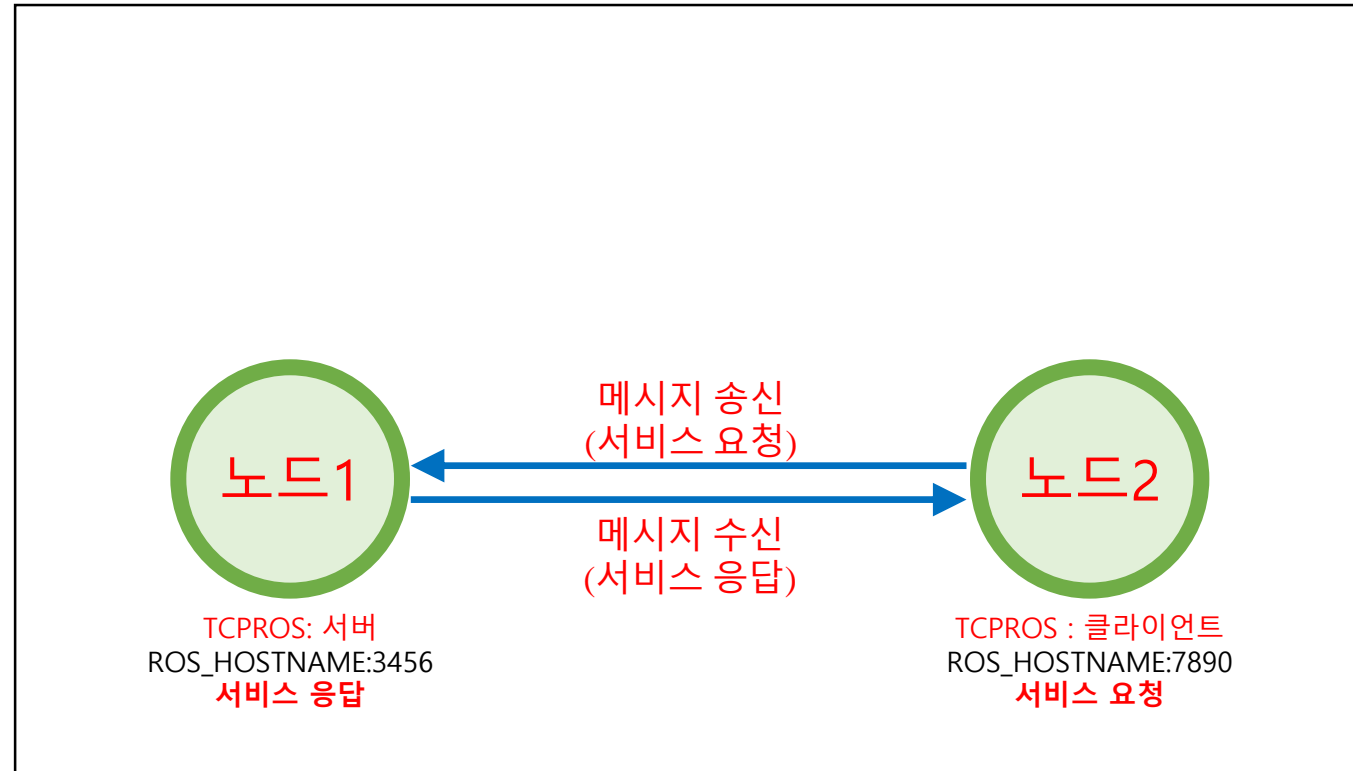 메시지 송신
(서비스 요청)
노드1
노드2
메시지 수신
(서비스 응답)
TCPROS: 서버
ROS_HOSTNAME:3456
서비스 응답
TCPROS : 클라이언트
ROS_HOSTNAME:7890
서비스 요청